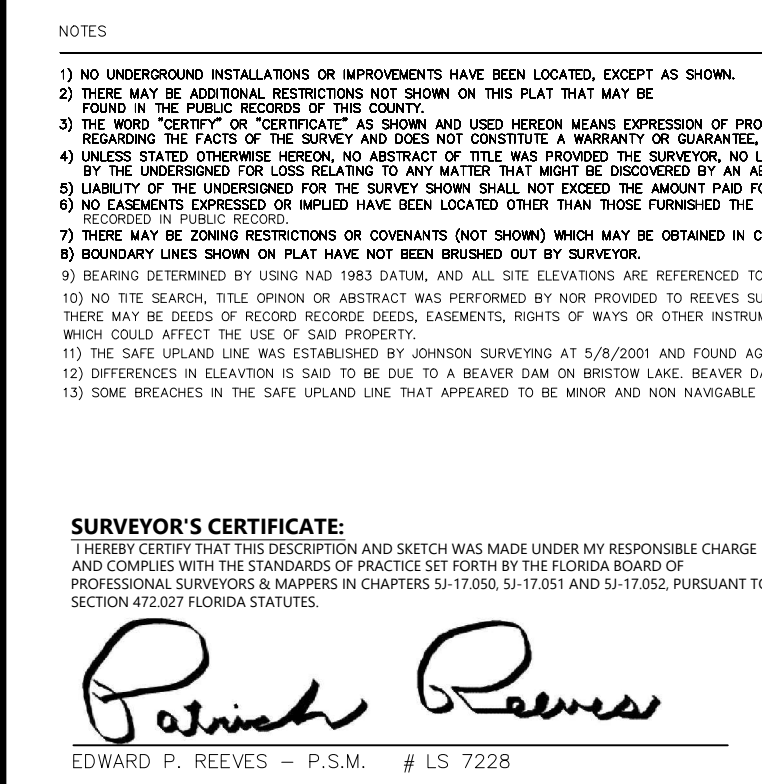 NOTES
1) NO UNDERGROUND INSTALLATIONS OR IMPROVEMENTS HAVE BEEN LOCATED, EXCEPT AS SHOWN.
2) THERE MAY BE ADDITIONAL RESTRICTIONS NOT SHOWN ON THIS PLAT THAT MAY BE
FOUND IN THE PUBLIC RECORDS OF THIS COUNTY.
3) THE WORD "CERTIFY" OR "CERTIFICATE" AS SHOWN AND USED HEREON MEANS EXPRESSION OF PRO
REGARDING THE FACTS OF THE SURVEY AND DOES NOT CONSTITUTE A WARRANTY OR GUARANTEE,
4) UNLESS STATED OTHERWISE HEREON, NO ABSTRACT OF TITLE WAS PROVIDED THE SURVEYOR, NO L
BY THE UNDERSIGNED FOR LOSS RELATING TO ANY MATTER THAT MIGHT BE DISCOVERED BY AN AB
5) LIABILITY OF THE UNDERSIGNED FOR THE SURVEY SHOWN SHALL NOT EXCEED THE AMOUNT PAID FO
6) NO EASEMENTS EXPRESSED OR IMPLIED HAVE BEEN LOCATED OTHER THAN THOSE FURNISHED THE
RECORDED IN PUBLIC RECORD.
7) THERE MAY BE ZONING RESTRICTIONS OR COVENANTS (NOT SHOWN) WHICH MAY BE OBTAINED IN C
8) BOUNDARY LINES SHOWN ON PLAT HAVE NOT BEEN BRUSHED OUT BY SURVEYOR.
9) BEARING DETERMINED BY USING NAD 1983 DATUM, AND ALL SITE ELEVATIONS ARE REFERENCED TO
10) NO TITE SEARCH, TITLE OPINON OR ABSTRACT WAS PERFORMED BY NOR PROVIDED TO REEVES SU
THERE MAY BE DEEDS OF RECORD RECORDE DEEDS, EASEMENTS, RIGHTS OF WAYS OR OTHER INSTRUM
WHICH COULD AFFECT THE USE OF SAID PROPERTY.
11) THE SAFE UPLAND LINE WAS ESTABLISHED BY JOHNSON SURVEYING AT 5/8/2001 AND FOUND AG
12) DIFFERENCES IN ELEAVTION IS SAID TO BE DUE TO A BEAVER DAM ON BRISTOW LAKE. BEAVER DA
13) SOME BREACHES IN THE SAFE UPLAND LINE THAT APPEARED TO BE MINOR AND NON NAVIGABLE
SURVEYOR'S CERTIFICATE:
I HEREBY CERTIFY THAT THIS DESCRIPTION AND SKETCH WAS MADE UNDER MY RESPONSIBLE CHARGE
AND COMPLIES WITH THE STANDARDS OF PRACTICE SET FORTH BY THE FLORIDA BOARD OF
PROFESSIONAL SURVEYORS & MAPPERS IN CHAPTERS 5J-17.050, 5J-17.051 AND 5J-17.052, PURSUANT TO
SECTION 472.027 FLORIDA STATUTES.
Patrick Reeves
EDWARD P. REEVES – P.S.M. # LS 7228